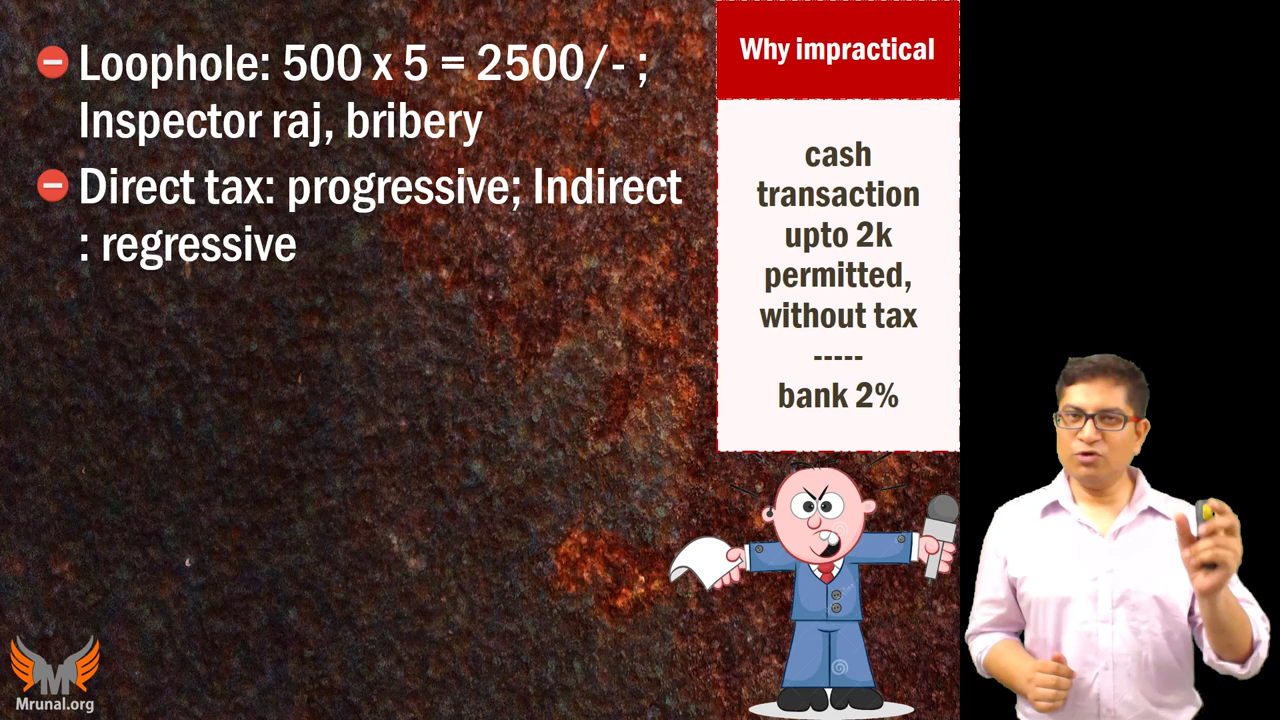 Loophole: 500 x 5 = 2500/- ;
Inspector raj, bribery
Direct tax: progressive; Indirect
: regressive
Why impractical
cash
transaction
upto 2k
permitted,
without tax
-----
bank 2%
M
Mrunal.org